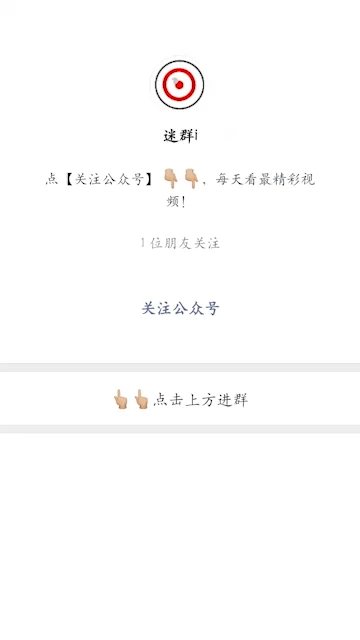 迷群i
点【关注公众号】👇🏼👇🏼，每天看最精彩视
频！
1位朋友关注
关注公众号
👆🏼👆🏼点击上方进群